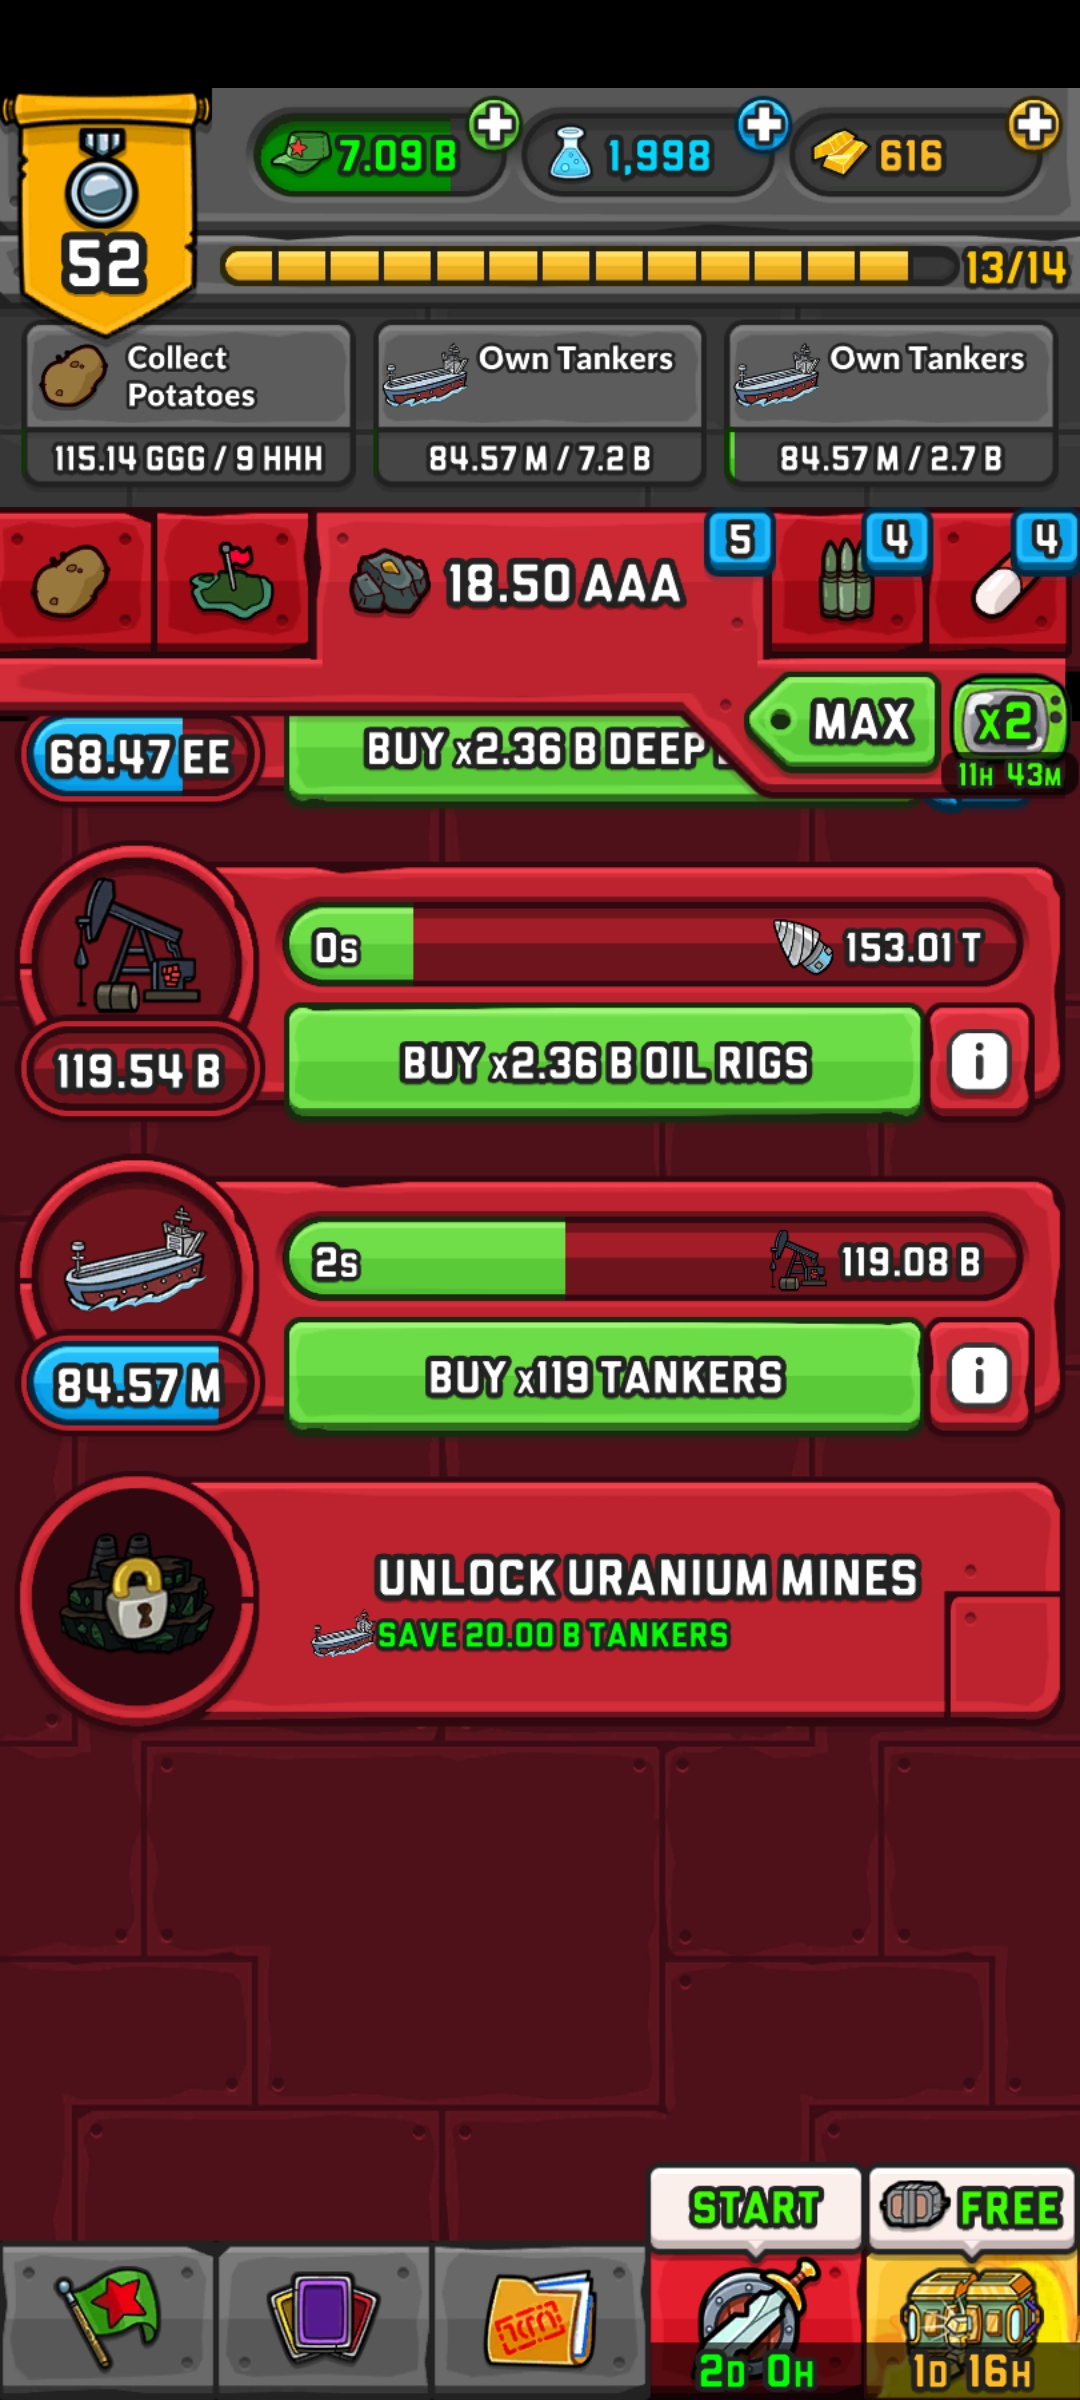 7.09 B
1,998
616
52
13/14
Collect
Potatoes
115.14 GGG / 9 HHH
Own Tankers
84.57 M / 7.2 B
Own Tankers
84.57 M / 2.7 B
18.50 AAA
5
4
4
MAX
x2
11H 43M
68.47 EE
BUY x2.36 B DEEP
0s
153.01 T
119.54 B
BUY x2.36 B OIL RIGS
i
2s
119.08 B
84.57 M
BUY x119 TANKERS
i
UNLOCK URANIUM MINES
SAVE 20.00 B TANKERS
START
FREE
2D 0H
1D 16H